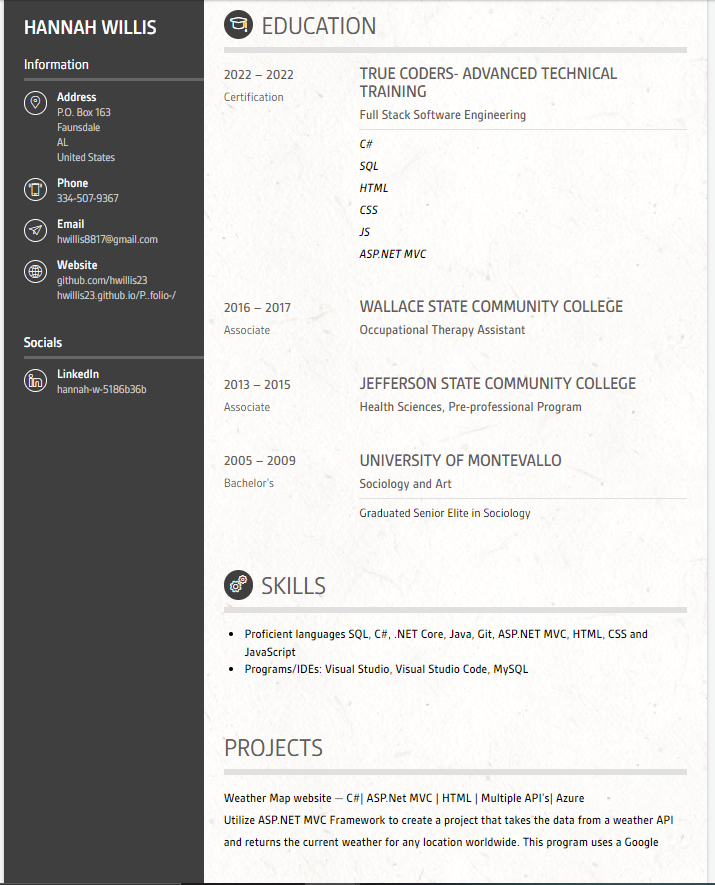 HANNAH WILLIS
Information
Address
P.O. Box 163
Faunsdale
AL
United States
Phone
334-507-9367
Email
hwillis8817@gmail.com
Website
github.com/hwillis23
hwillis23.github.io/P..folio-/
Socials
LinkedIn
hannah-w-5186b36b
EDUCATION
2022 – 2022
Certification
TRUE CODERS- ADVANCED TECHNICAL
TRAINING
Full Stack Software Engineering
C#
SQL
HTML
CSS
JS
ASP.NET MVC
2016 – 2017
Associate
WALLACE STATE COMMUNITY COLLEGE
Occupational Therapy Assistant
2013 – 2015
Associate
JEFFERSON STATE COMMUNITY COLLEGE
Health Sciences, Pre-professional Program
2005 – 2009
Bachelor's
UNIVERSITY OF MONTEVALLO
Sociology and Art
Graduated Senior Elite in Sociology
SKILLS
• Proficient languages SQL, C#, .NET Core, Java, Git, ASP.NET MVC, HTML, CSS and
JavaScript
• Programs/IDEs: Visual Studio, Visual Studio Code, MySQL
PROJECTS
Weather Map website — C#| ASP.Net MVC | HTML | Multiple API's| Azure
Utilize ASP.NET MVC Framework to create a project that takes the data from a weather API
and returns the current weather for any location worldwide. This program uses a Google